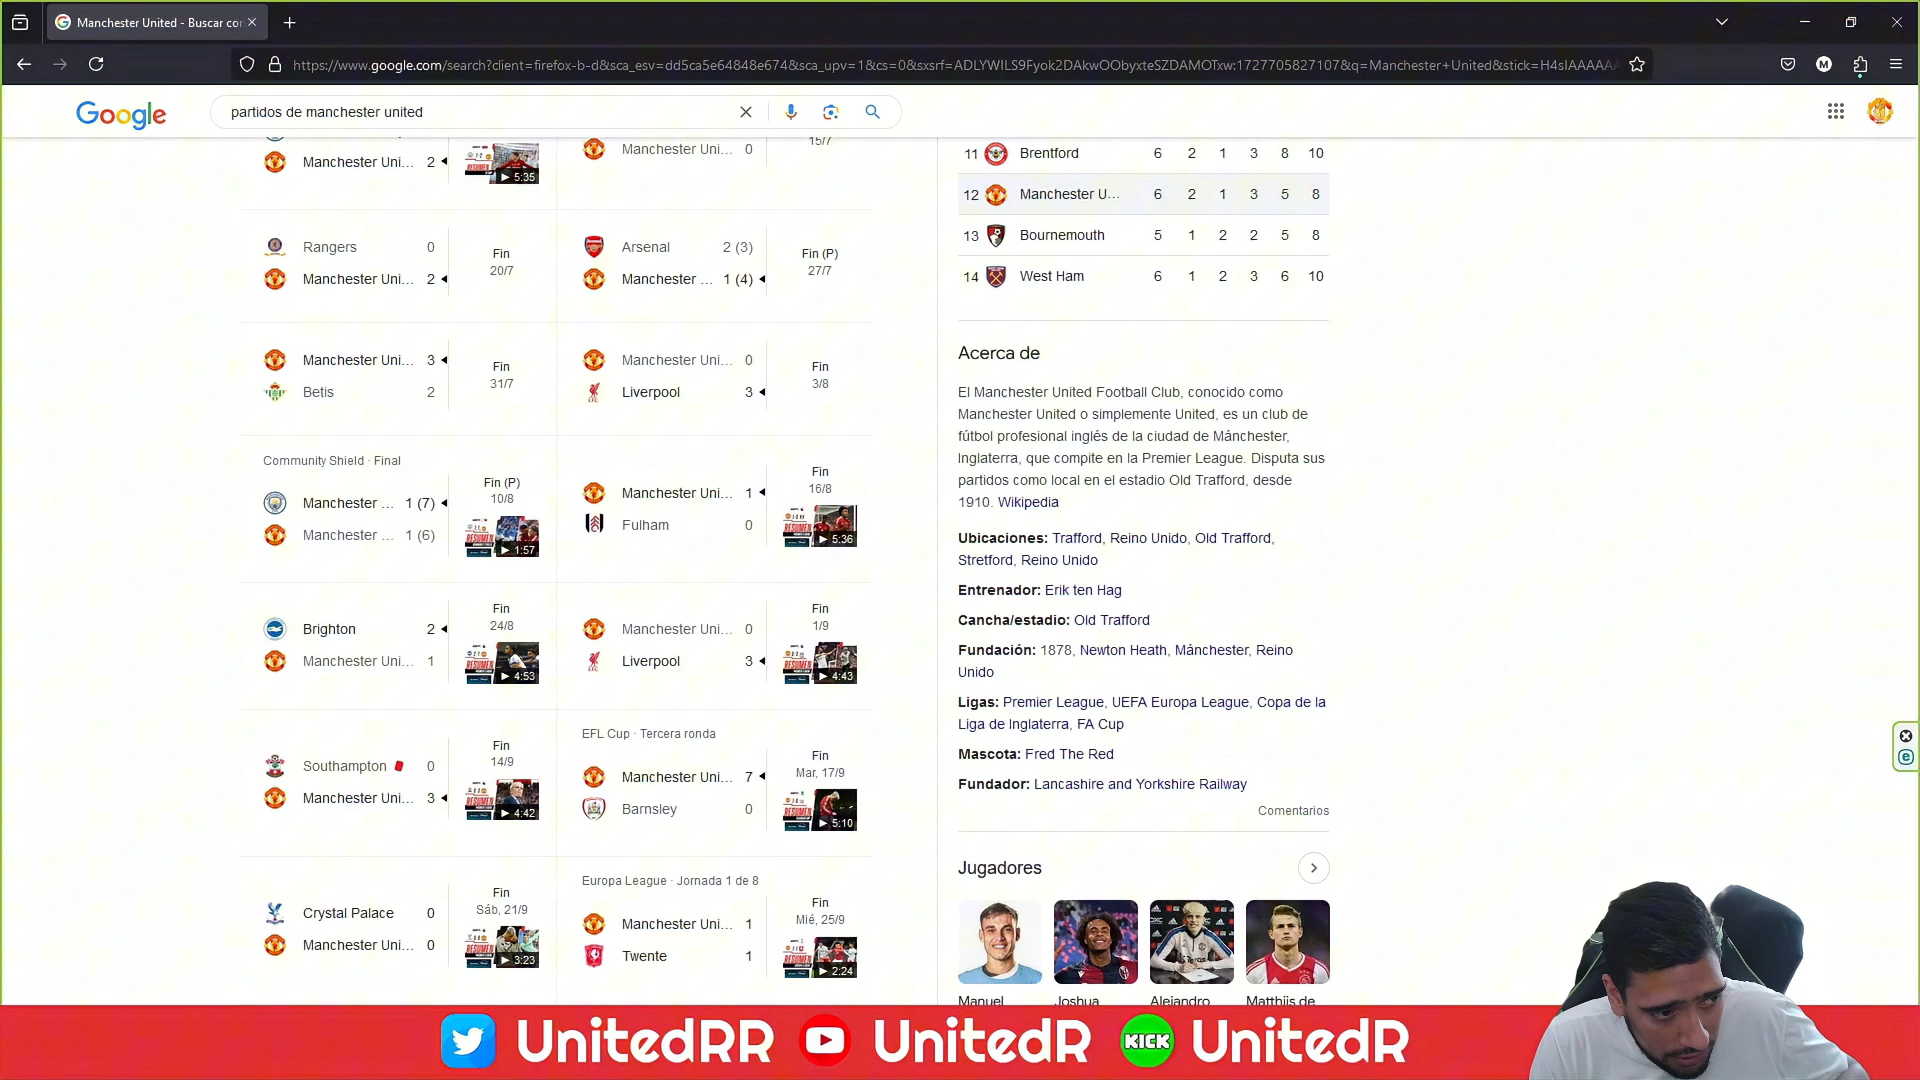 Manchester United - Buscar con
https://www.google.com/search?client=firefox-b-d&sca_esv=dd5ca5e64848e674&sca_upv=1&cs=0&sxsrf=ADLYWILS9Fyok2DAkwOObyxteSZDAMOTxw:1727705827107&q=Manchester+United&stick=H4sIAAAAAA
M
Google
partidos de manchester united
Manchester Uni... 2
5:35
Manchester Uni... 0
15/7
Rangers 0
Manchester Uni... 2
Fin
20/7
Arsenal 2 (3)
Manchester ... 1 (4)
Fin (P)
27/7
Manchester Uni... 3
Betis 2
Fin
31/7
Manchester Uni... 0
Liverpool 3
Fin
3/8
Community Shield · Final
Manchester ... 1 (7)
Manchester ... 1 (6)
Fin (P)
10/8
RESUMEN
1:57
Manchester Uni... 1
Fulham 0
Fin
16/8
RESUMEN
5:36
Brighton 2
Manchester Uni... 1
Fin
24/8
RESUMEN
4:53
Manchester Uni... 0
Liverpool 3
Fin
1/9
RESUMEN
4:43
Southampton 0
Manchester Uni... 3
Fin
14/9
RESUMEN
4:42
EFL Cup · Tercera ronda
Manchester Uni... 7
Barnsley 0
Fin
Mar, 17/9
RESUMEN
5:10
Crystal Palace 0
Manchester Uni... 0
Fin
Sáb, 21/9
RESUMEN
3:23
Europa League · Jornada 1 de 8
Manchester Uni... 1
Twente 1
Fin
Mié, 25/9
RESUMEN
2:24
11 Brentford 6 2 1 3 8 10
12 Manchester U... 6 2 1 3 5 8
13 Bournemouth 5 1 2 2 5 8
14 West Ham 6 1 2 3 6 10
Acerca de
El Manchester United Football Club, conocido como
Manchester United o simplemente United, es un club de
fútbol profesional inglés de la ciudad de Mánchester,
Inglaterra, que compite en la Premier League. Disputa sus
partidos como local en el estadio Old Trafford, desde
1910. Wikipedia
Ubicaciones: Trafford, Reino Unido, Old Trafford,
Stretford, Reino Unido
Entrenador: Erik ten Hag
Cancha/estadio: Old Trafford
Fundación: 1878, Newton Heath, Mánchester, Reino
Unido
Ligas: Premier League, UEFA Europa League, Copa de la
Liga de Inglaterra, FA Cup
Mascota: Fred The Red
Fundador: Lancashire and Yorkshire Railway
Comentarios
Jugadores
Manuel
Joshua
Alejandro
Matthijs de
UnitedRR UnitedR KICK UnitedR